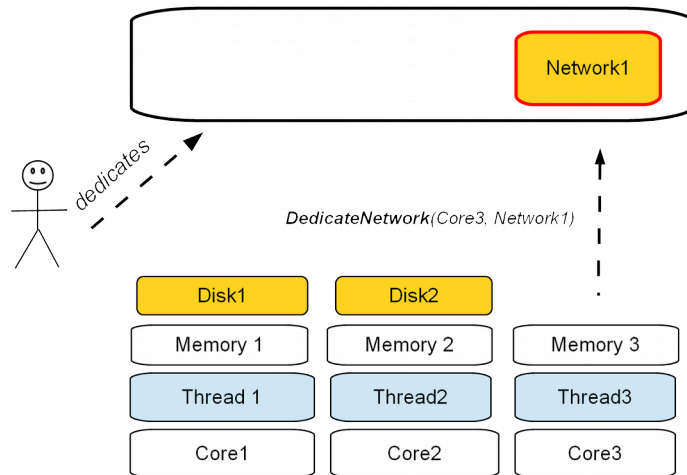 Network1
dedicates
DedicateNetwork(Core3, Network1)
Disk1 Disk2
Memory 1 Memory 2 Memory 3
Thread 1 Thread2 Thread3
Core1 Core2 Core3